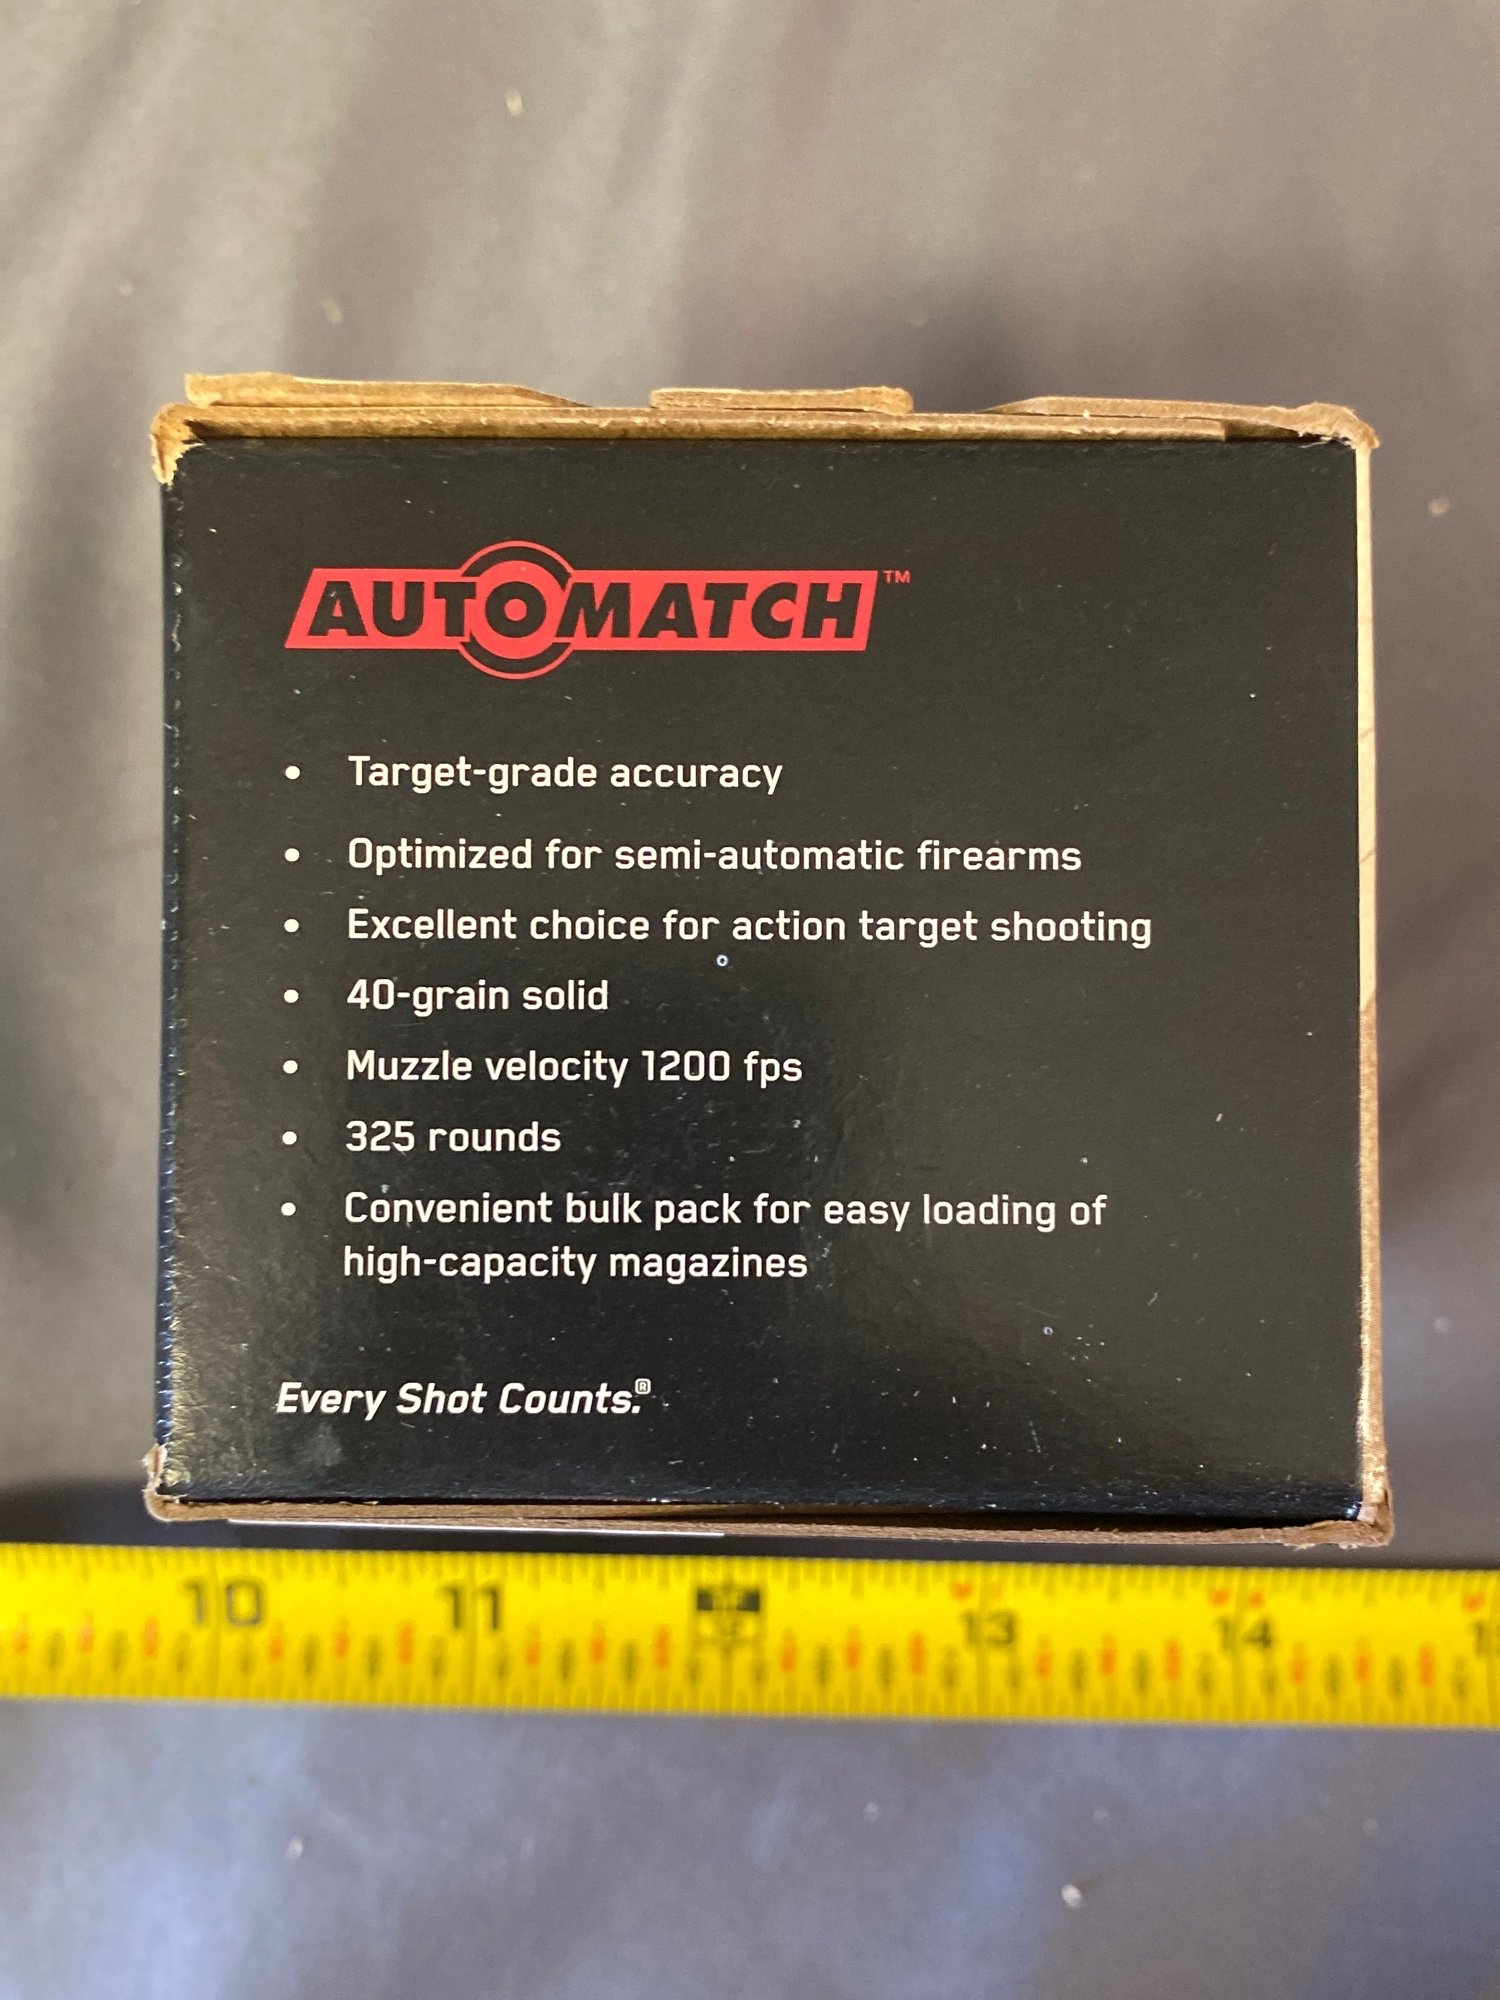 AUTOMATCH™
• Target-grade accuracy
• Optimized for semi-automatic firearms
• Excellent choice for action target shooting
• 40-grain solid
• Muzzle velocity 1200 fps
• 325 rounds
• Convenient bulk pack for easy loading of
high-capacity magazines
Every Shot Counts.®
10 11 13 14